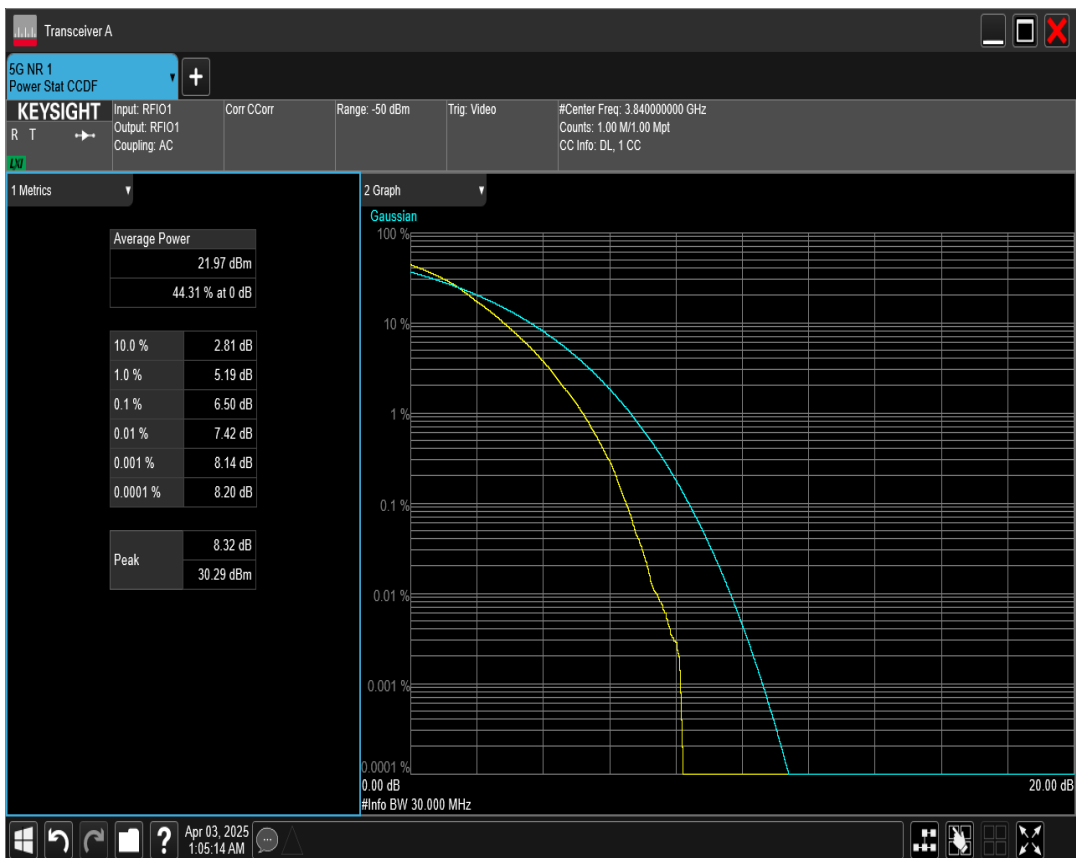 Transceiver A
5G NR 1
Power Stat CCDF
+
KEYSIGHT
R T
LXI
Input: RFIO1
Output: RFIO1
Coupling: AC
Corr CCorr
Range: -50 dBm
Trig: Video
#Center Freq: 3.840000000 GHz
Counts: 1.00 M/1.00 Mpt
CC Info: DL, 1 CC
1 Metrics
Average Power
21.97 dBm
44.31 % at 0 dB
10.0 % 2.81 dB
1.0 % 5.19 dB
0.1 % 6.50 dB
0.01 % 7.42 dB
0.001 % 8.14 dB
0.0001 % 8.20 dB
Peak 8.32 dB
30.29 dBm
2 Graph
Gaussian
100 %
10 %
1 %
0.1 %
0.01 %
0.001 %
0.0001 %
0.00 dB 20.00 dB
#Info BW 30.000 MHz
?
Apr 03, 2025
1:05:14 AM